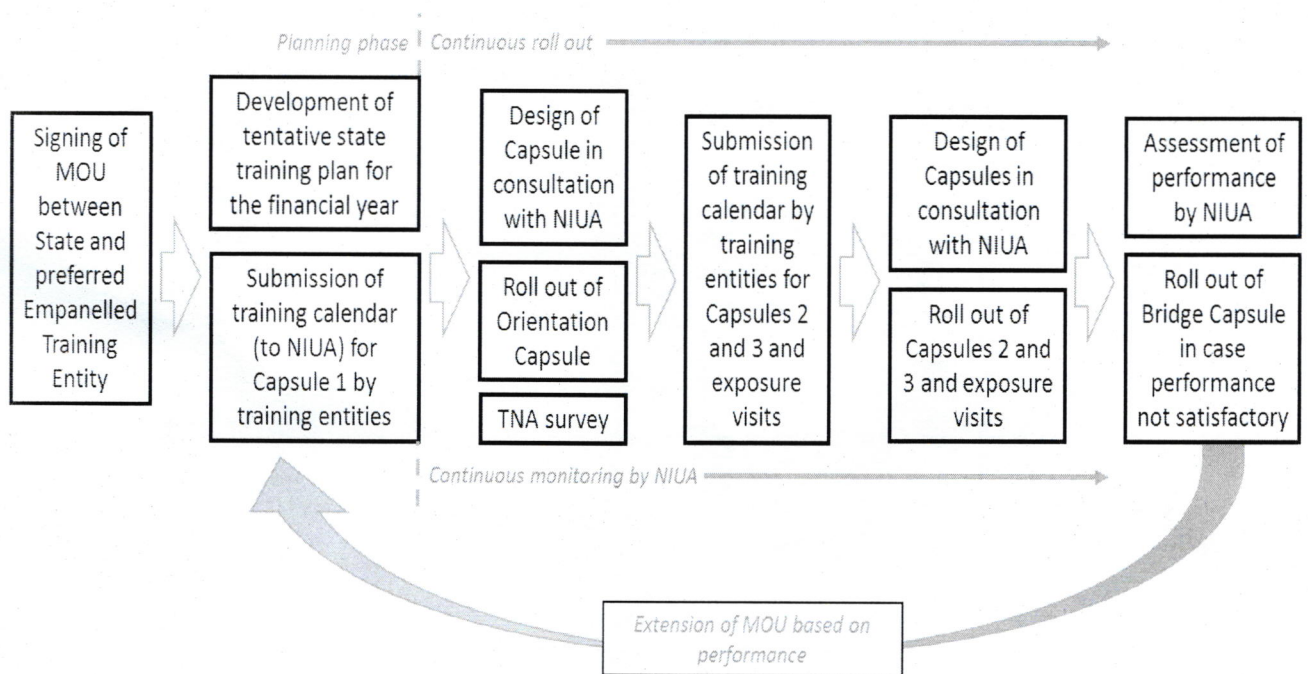 Planning phase
Continuous roll out
Signing of
MOU
between
State and
preferred
Empanelled
Training
Entity
Development of
tentative state
training plan for
the financial year
Submission of
training calendar
(to NIUA) for
Capsule 1 by
training entities
Design of
Capsule in
consultation
with NIUA
Roll out of
Orientation
Capsule
TNA survey
Submission
of training
calendar by
training
entities for
Capsules 2
and 3 and
exposure
visits
Design of
Capsules in
consultation
with NIUA
Roll out of
Capsules 2 and
3 and exposure
visits
Assessment of
performance
by NIUA
Roll out of
Bridge Capsule
in case
performance
not satisfactory
Continuous monitoring by NIUA
Extension of MOU based on
performance